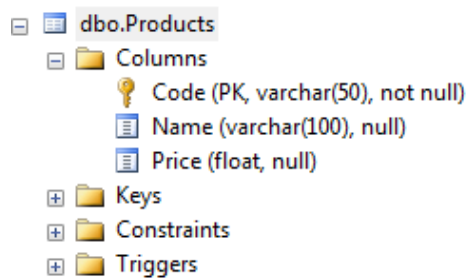 dbo.Products
Columns
Code (PK, varchar(50), not null)
Name (varchar(100), null)
Price (float, null)
Keys
Constraints
Triggers